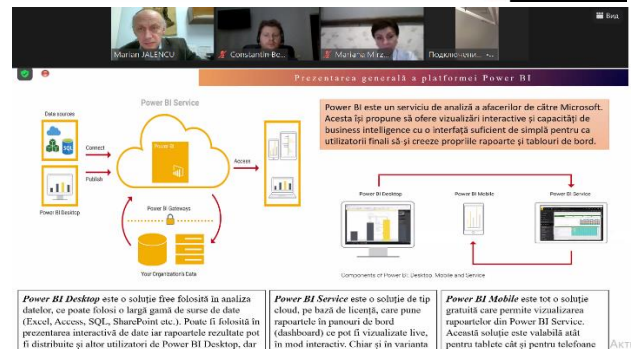 Вид
Marian JALENCU
Constantin Be...
Mariana Mirz...
Подключени...
Prezentarea generală a platformei Power BI
Power BI Service
Data sources
SQL
Connect
Publish
Power BI
Access
Power BI Desktop
Power BI Gateways
Your Organization's Data
Power BI este un serviciu de analiză a afacerilor de către Microsoft.
Acesta își propune să ofere vizualizări interactive și capacități de
business intelligence cu o interfață suficient de simplă pentru ca
utilizatorii finali să-și creeze propriile rapoarte și tablouri de bord.
Power BI Desktop
Power BI Mobile
Power BI Service
Components of Power BI: Desktop, Mobile and Service
Power BI Desktop este o soluție free folosită în analiza
datelor, ce poate folosi o largă gamă de surse de date
(Excel, Access, SQL, SharePoint etc.). Poate fi folosită în
prezentarea interactivă de date iar rapoartele rezultat pot
fi distribuite și altor utilizatori de Power BI Desktop, dar
Power BI Service este o soluție de tip
cloud, pe bază de licență, care pune
rapoartele în panouri de bord
(dashboard) ce pot fi vizualizate live,
în mod interactiv. Chiar și în varianta
Power BI Mobile este tot o soluție
gratuită care permite vizualizarea
rapoartelor din Power BI Service.
Această soluție este valabilă atât
pentru tablete cât și pentru telefoane
Акти